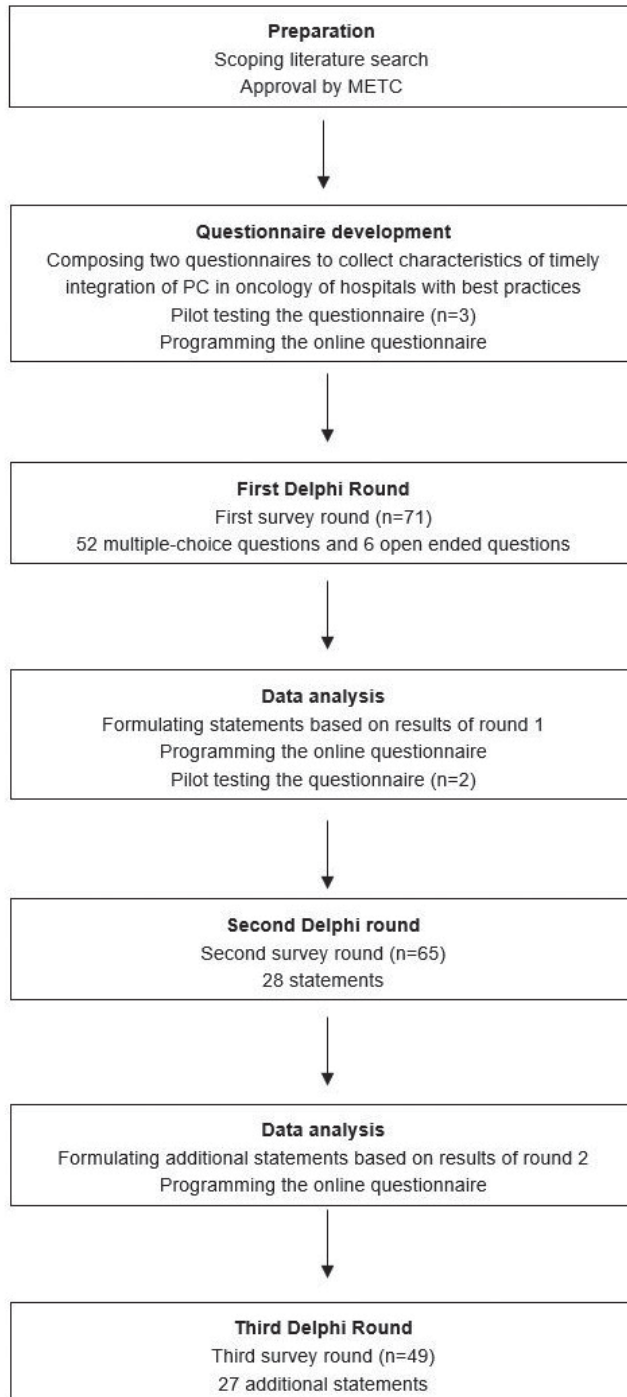 Preparation
Scoping literature search
Approval by METC
Questionnaire development
Composing two questionnaires to collect characteristics of timely
integration of PC in oncology of hospitals with best practices
Pilot testing the questionnaire (n=3)
Programming the online questionnaire
First Delphi Round
First survey round (n=71)
52 multiple-choice questions and 6 open ended questions
Data analysis
Formulating statements based on results of round 1
Programming the online questionnaire
Pilot testing the questionnaire (n=2)
Second Delphi round
Second survey round (n=65)
28 statements
Data analysis
Formulating additional statements based on results of round 2
Programming the online questionnaire
Third Delphi Round
Third survey round (n=49)
27 additional statements